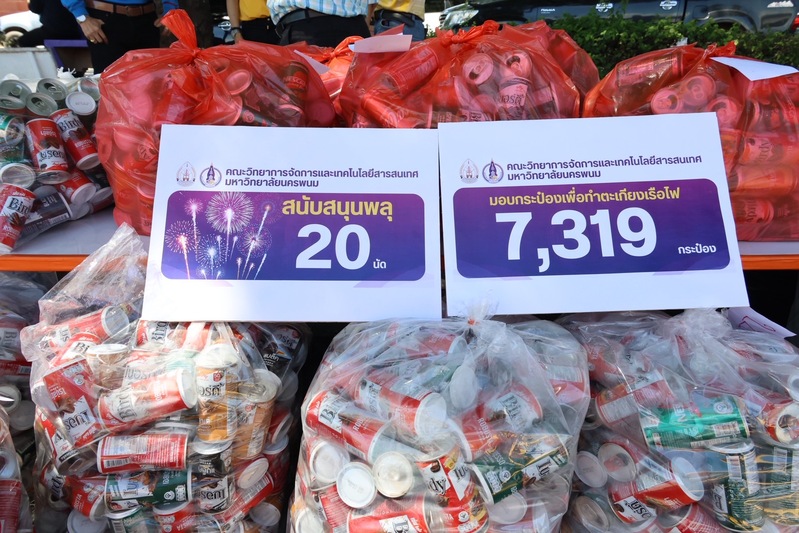 คณะวิทยาการจัดการและเทคโนโลยีสารสนเทศ
มหาวิทยาลัยนครพนม
สนับสนุนพลุ
20 นัด
คณะวิทยาการจัดการและเทคโนโลยีสารสนเทศ
มหาวิทยาลัยนครพนม
มอบกระป๋องเพื่อทำตะเกียงเรือไฟ
7,319 กระป๋อง